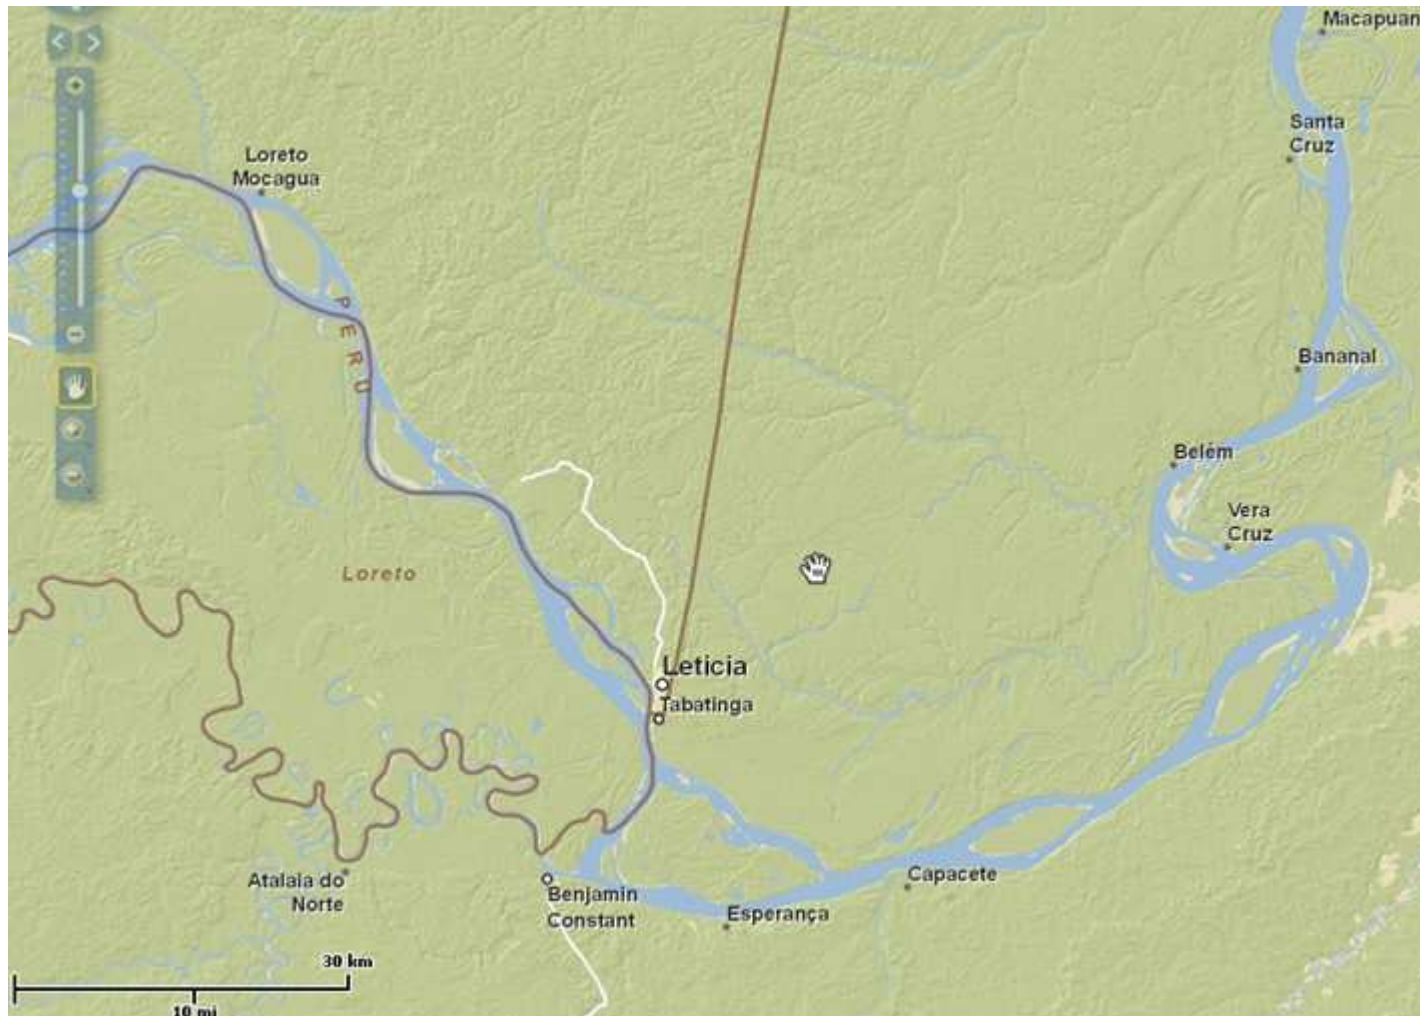 Macapuan
Santa
Cruz
Loreto
Mocagua
PERU
Bananal
Belém
Vera
Cruz
Loreto
Leticia
Tabatinga
Atalaia do
Norte
Benjamin
Constant
Capacete
Esperança
30 km
10 mi